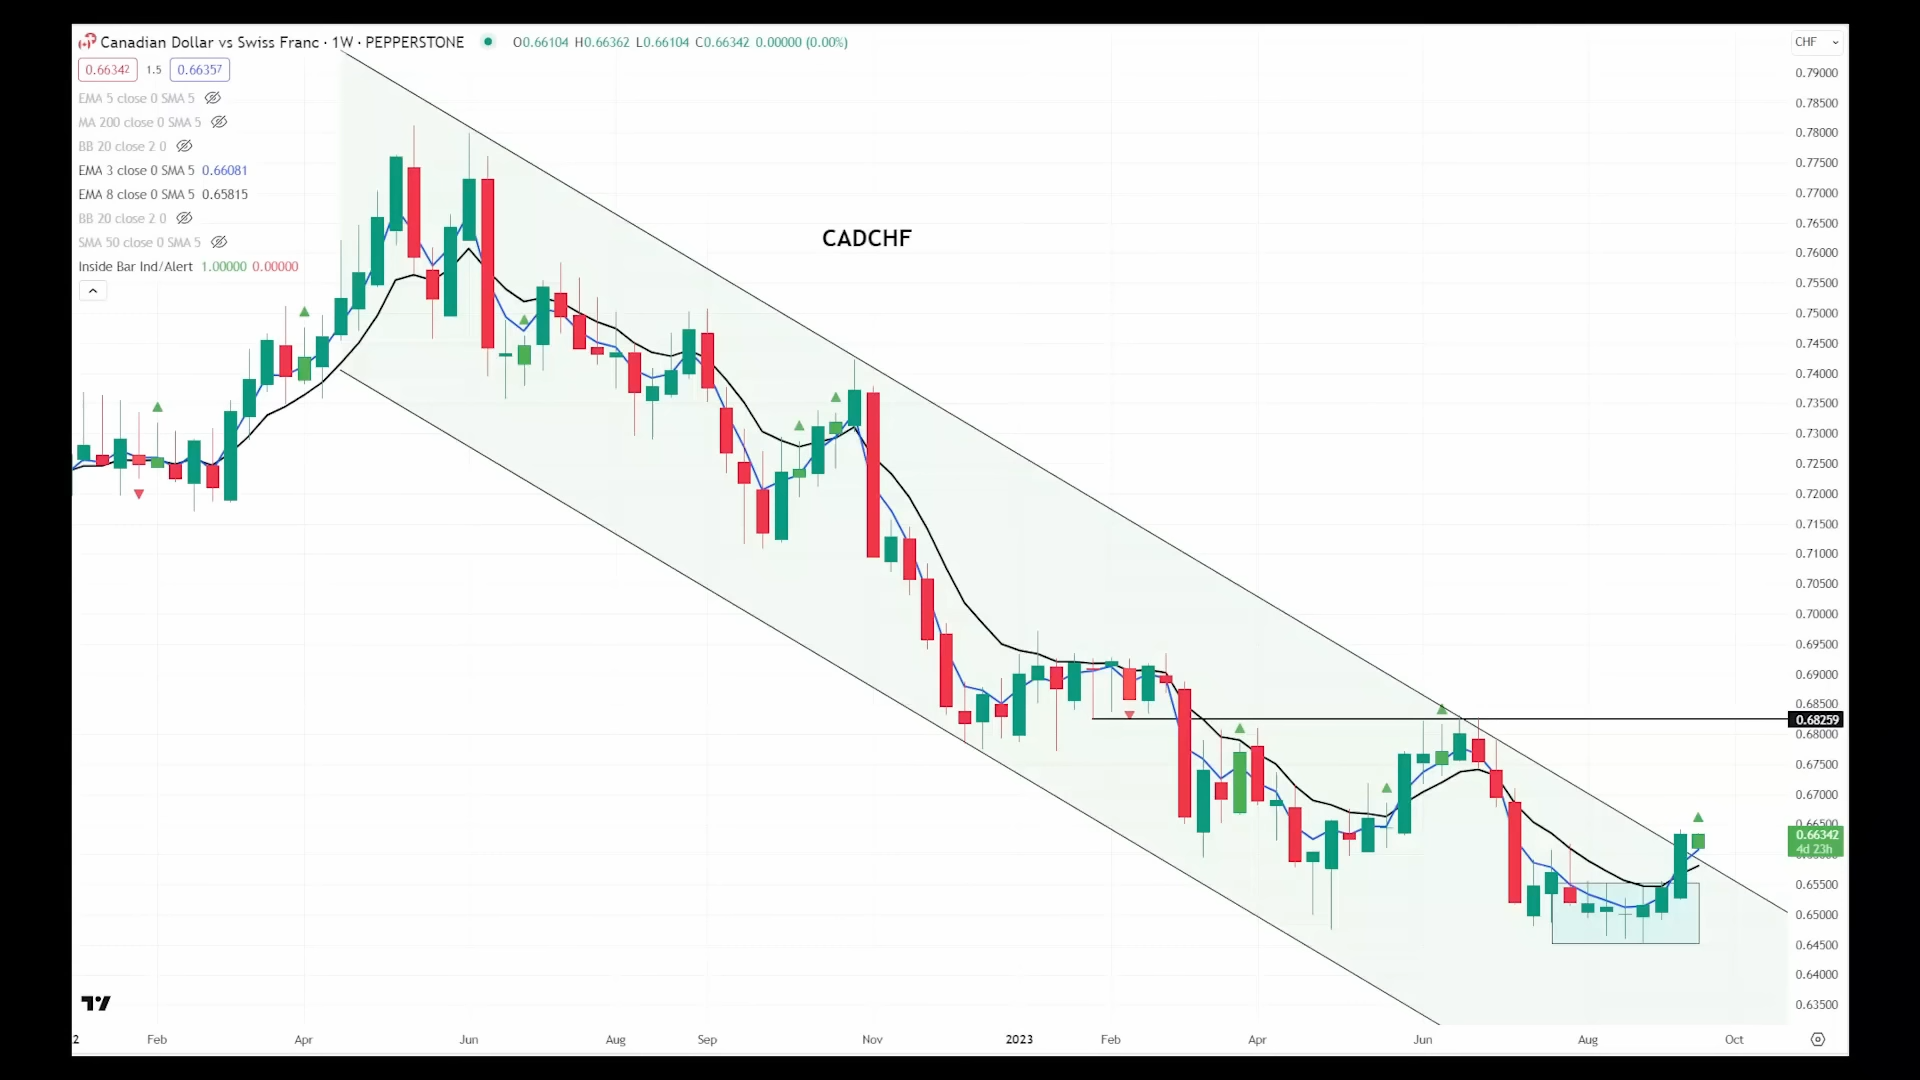 Canadian Dollar vs Swiss Franc · 1W · PEPPERSTONE O0.66104 H0.66362 L0.66104 C0.66342 0.00000 (0.00%)
CHF
0.66342 1.5 0.66357
EMA 5 close 0 SMA 5
MA 200 close 0 SMA 5
BB 20 close 2 0
EMA 3 close 0 SMA 5 0.66081
EMA 8 close 0 SMA 5 0.65815
BB 20 close 2 0
SMA 50 close 0 SMA 5
Inside Bar Ind/Alert 1.00000 0.00000
CADCHF
0.79000
0.78500
0.78000
0.77500
0.77000
0.76500
0.76000
0.75500
0.75000
0.74500
0.74000
0.73500
0.73000
0.72500
0.72000
0.71500
0.71000
0.70500
0.70000
0.69500
0.69000
0.68500
0.68259
0.68000
0.67500
0.67000
0.66500
0.66342
4d 23h
0.65500
0.65000
0.64500
0.64000
0.63500
2 Feb Apr Jun Aug Sep Nov 2023 Feb Apr Jun Aug Oct